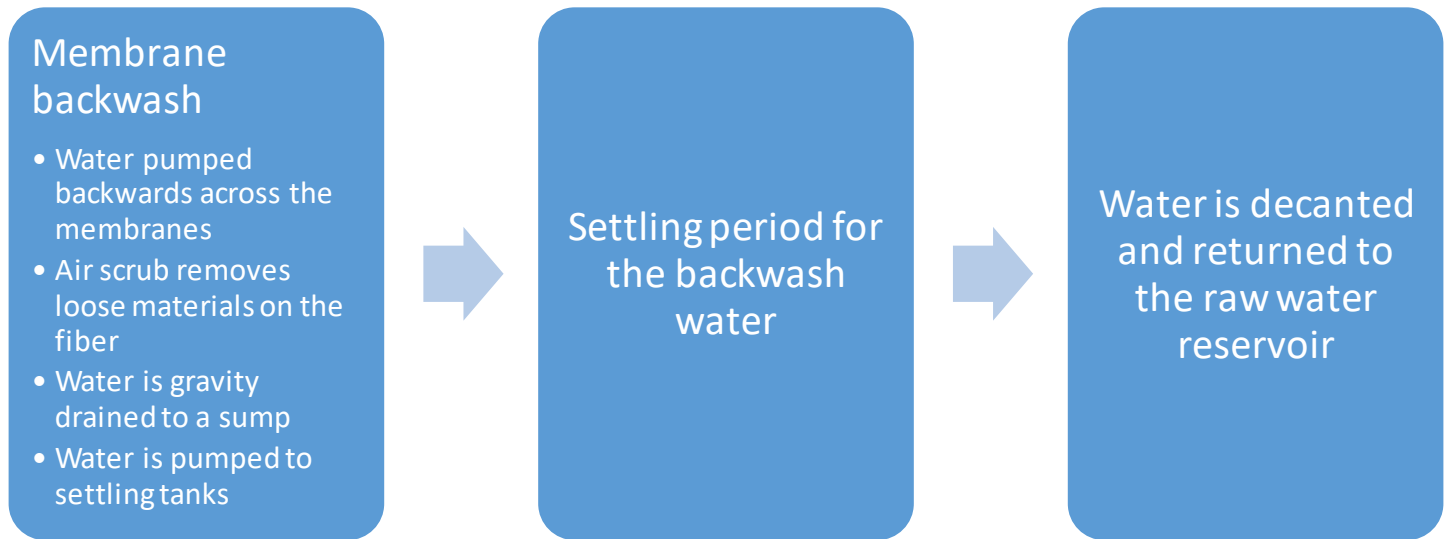 Membrane
backwash
• Water pumped
backwards across the
membranes
• Air scrub removes
loose materials on the
fiber
• Water is gravity
drained to a sump
• Water is pumped to
settling tanks
Settling period for
the backwash
water
Water is decanted
and returned to
the raw water
reservoir